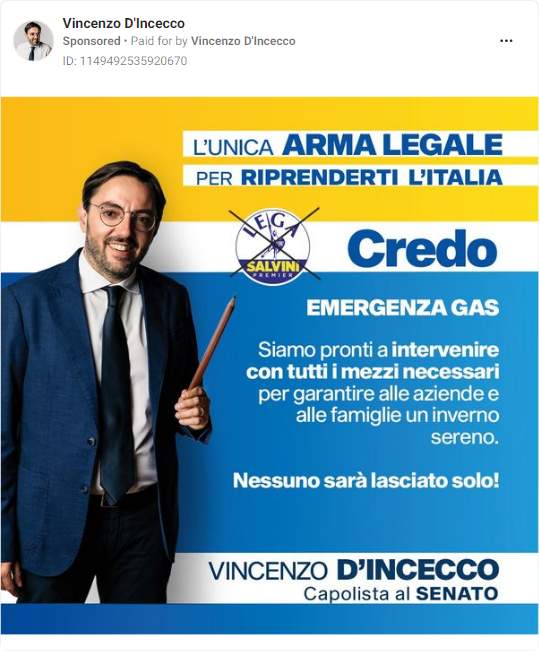 Vincenzo D'Incecco
Sponsored • Paid for by Vincenzo D'Incecco
ID: 1149492535920670
L'UNICA ARMA LEGALE
PER RIPRENDERTI L'ITALIA
LEGA
SALVINI
PREMIER
Credo
EMERGENZA GAS
Siamo pronti a intervenire
con tutti i mezzi necessari
per garantire alle aziende e
alle famiglie un inverno
sereno.
Nessuno sarà lasciato solo!
VINCENZO D'INCECCO
Capolista al SENATO